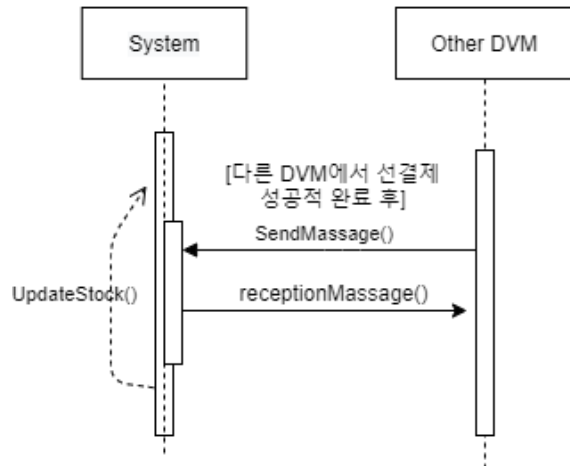 System
Other DVM
[다른 DVM에서 선결제
성공적 완료 후]
SendMassage()
UpdateStock()
receptionMassage()